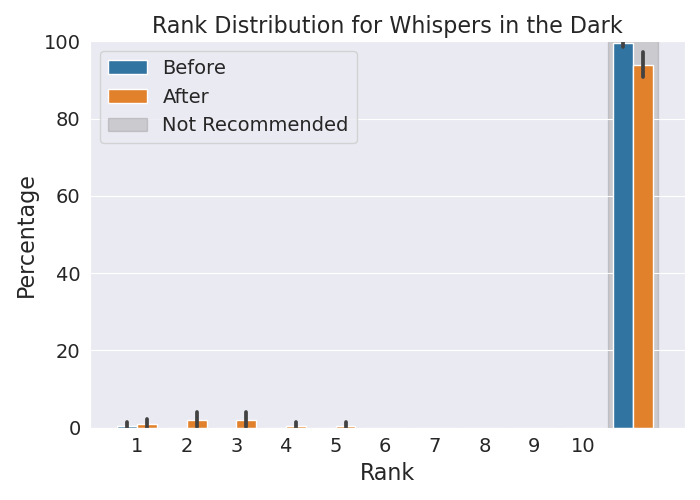 Rank Distribution for Whispers in the Dark
Before
After
Not Recommended
Percentage
100
80
60
40
20
0
1 2 3 4 5 6 7 8 9 10
Rank